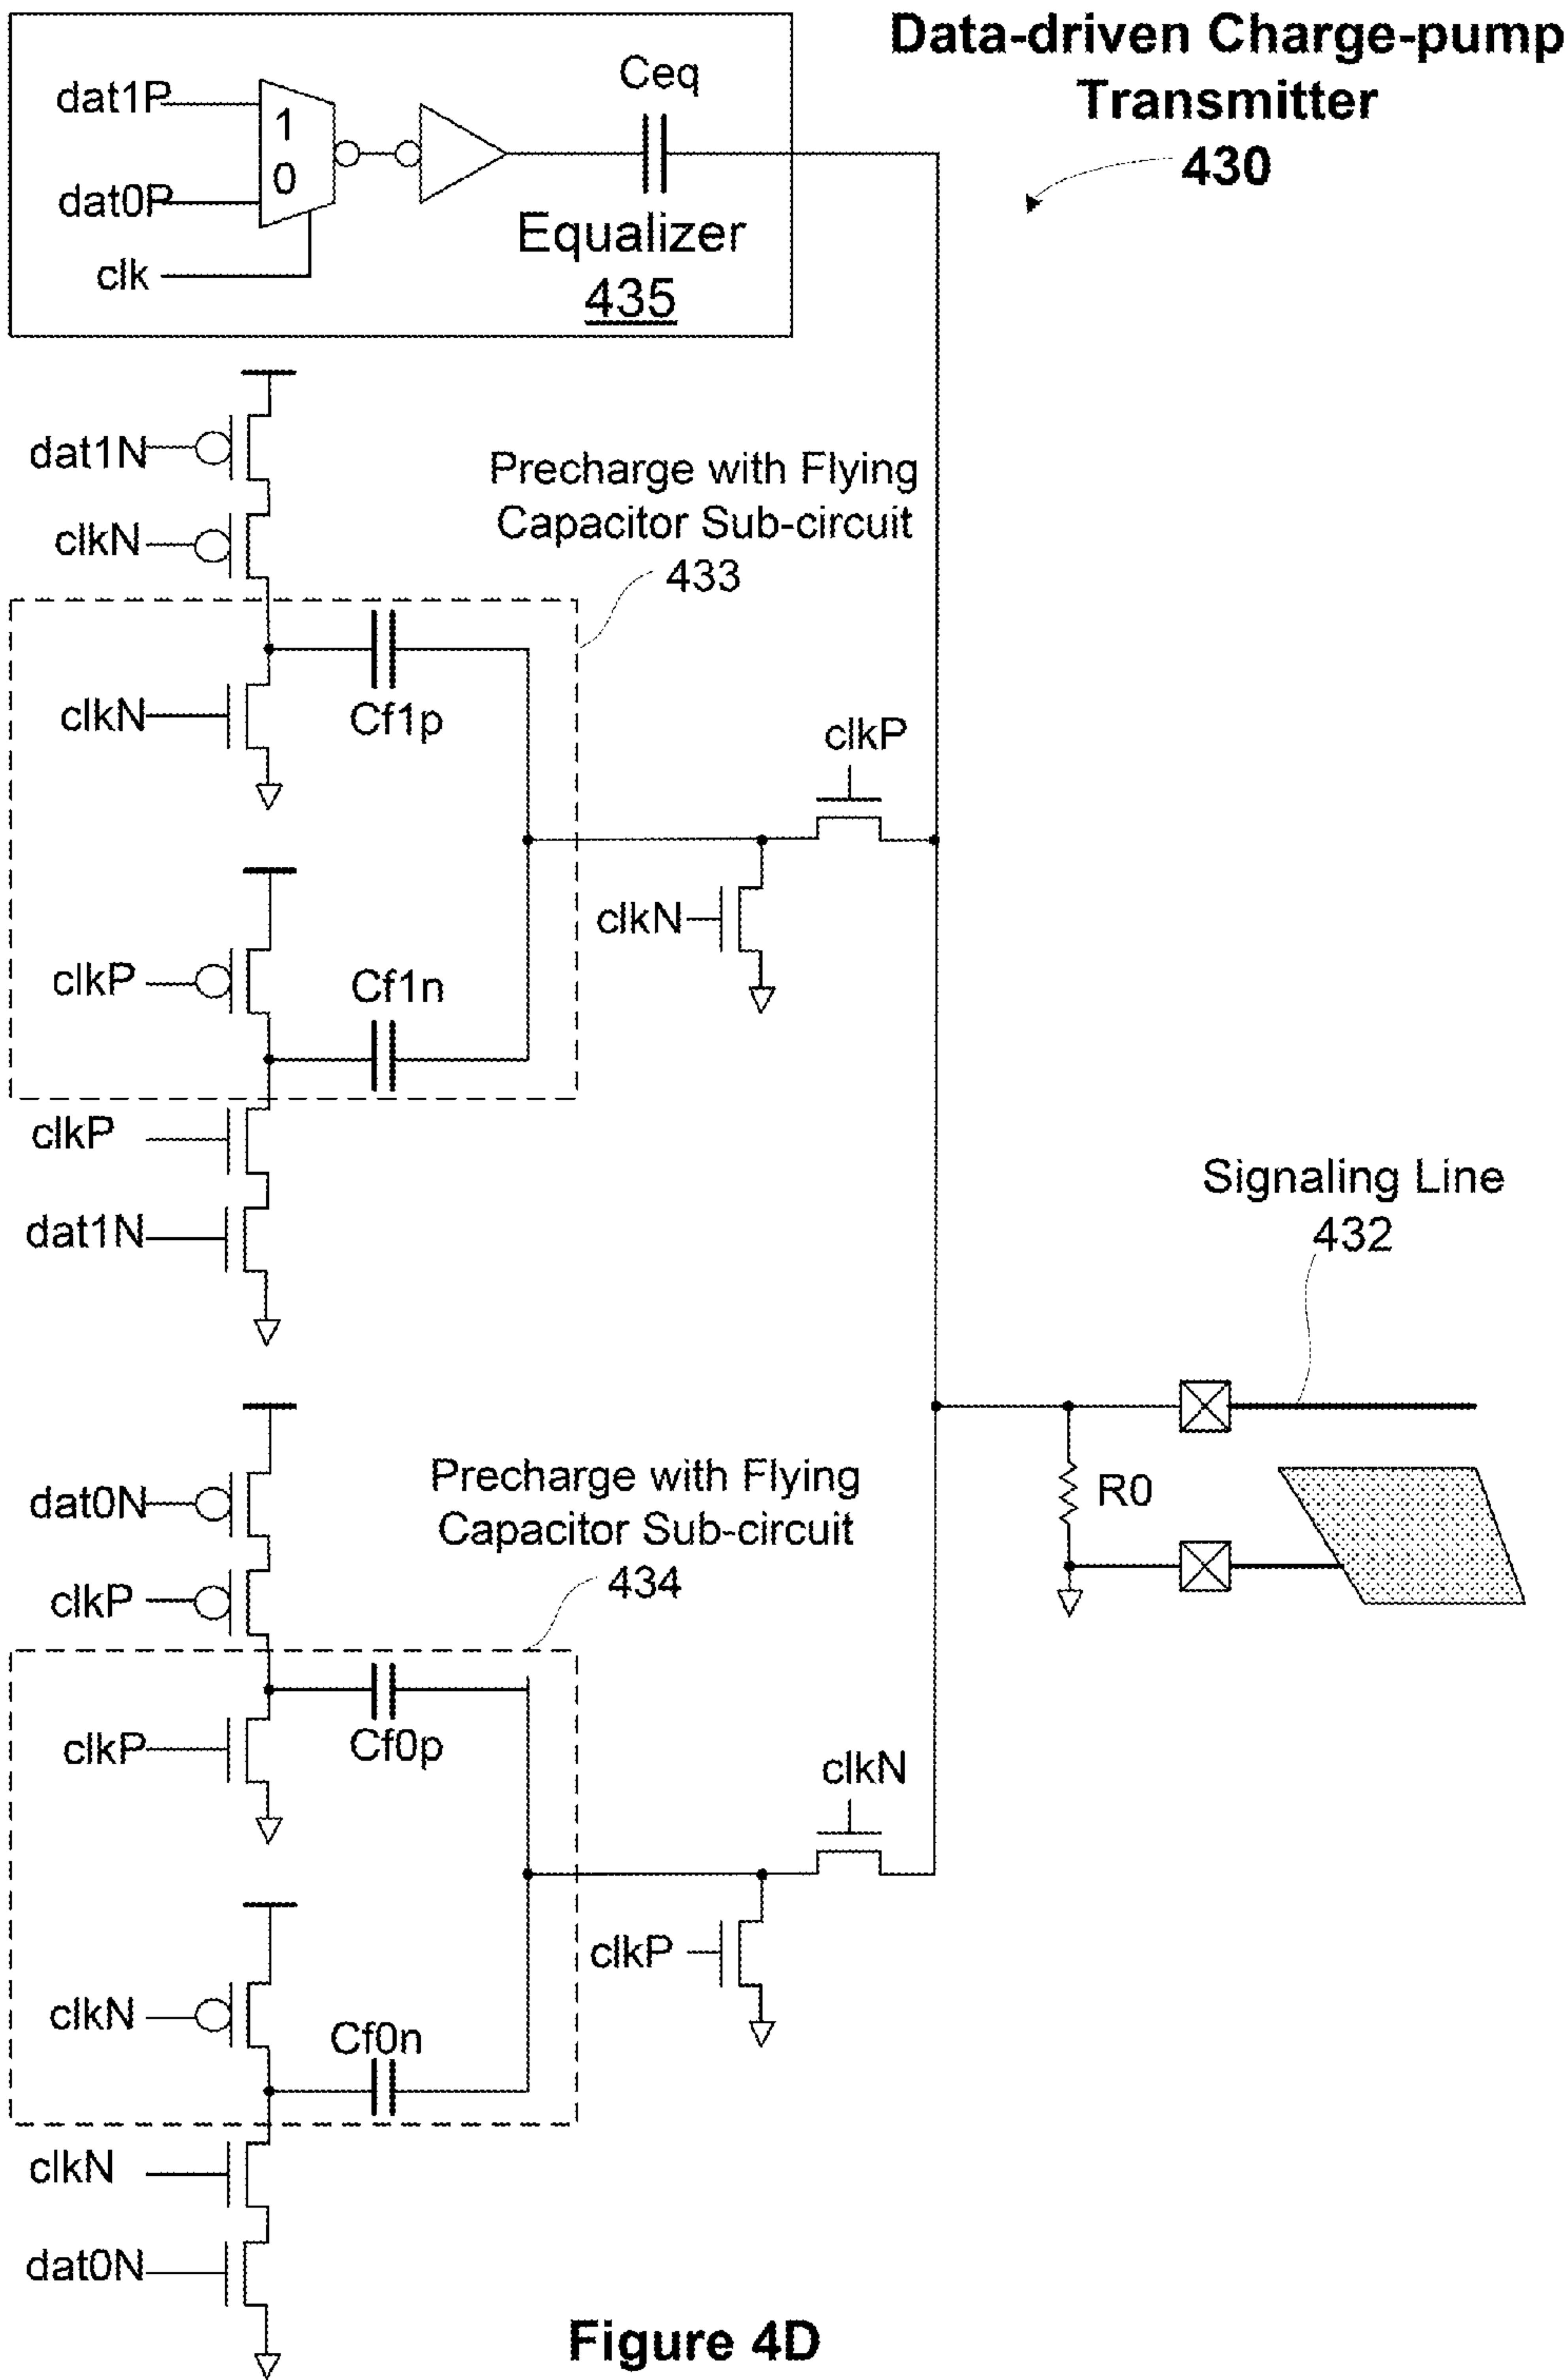 Data-driven Charge-pump
Transmitter
430
dat1P
1
0
dat0P
clk
Ceq
Equalizer
435
dat1N
clkN
Precharge with Flying
Capacitor Sub-circuit
433
clkN
Cf1p
clkP
clkN
clkP
Cf1n
clkP
dat1N
Signaling Line
432
R0
dat0N
clkP
Precharge with Flying
Capacitor Sub-circuit
434
clkP
Cf0p
clkN
clkP
clkN
Cf0n
clkN
dat0N
Figure 4D